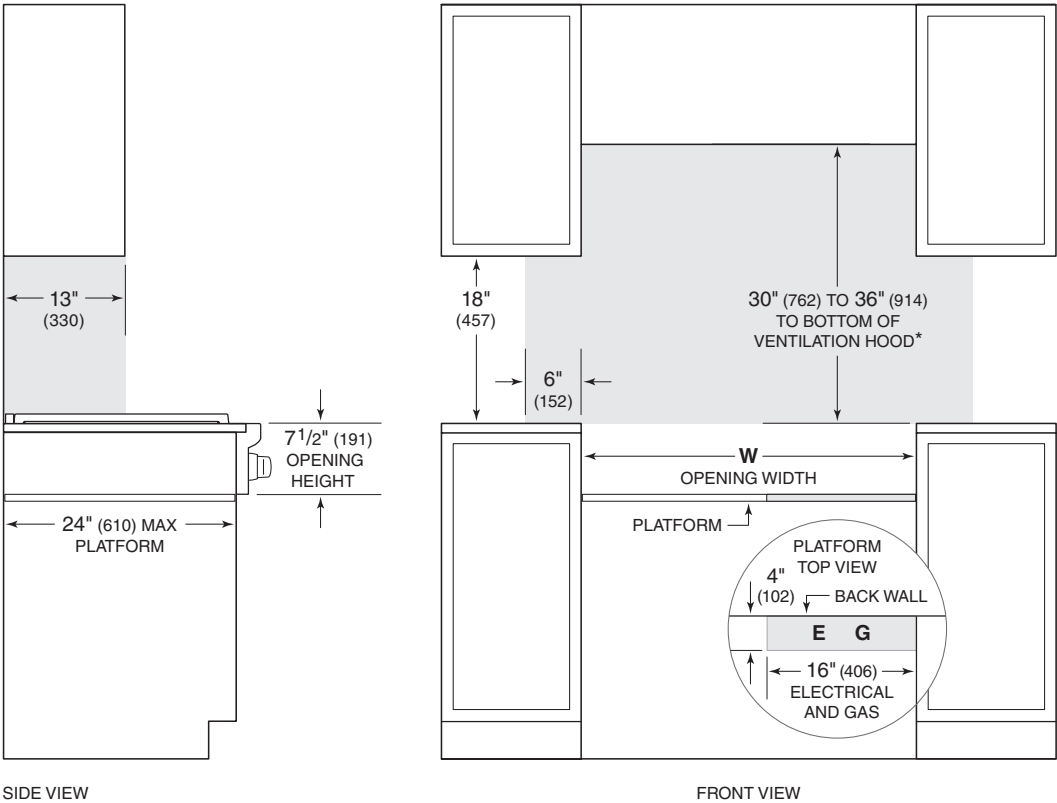 13"
(330)
7 1/2" (191)
OPENING
HEIGHT
24" (610) MAX
PLATFORM
SIDE VIEW
18"
(457)
6"
(152)
30" (762) TO 36" (914)
TO BOTTOM OF
VENTILATION HOOD*
W
OPENING WIDTH
PLATFORM
PLATFORM
TOP VIEW
4"
(102)
BACK WALL
E G
16" (406)
ELECTRICAL
AND GAS
FRONT VIEW